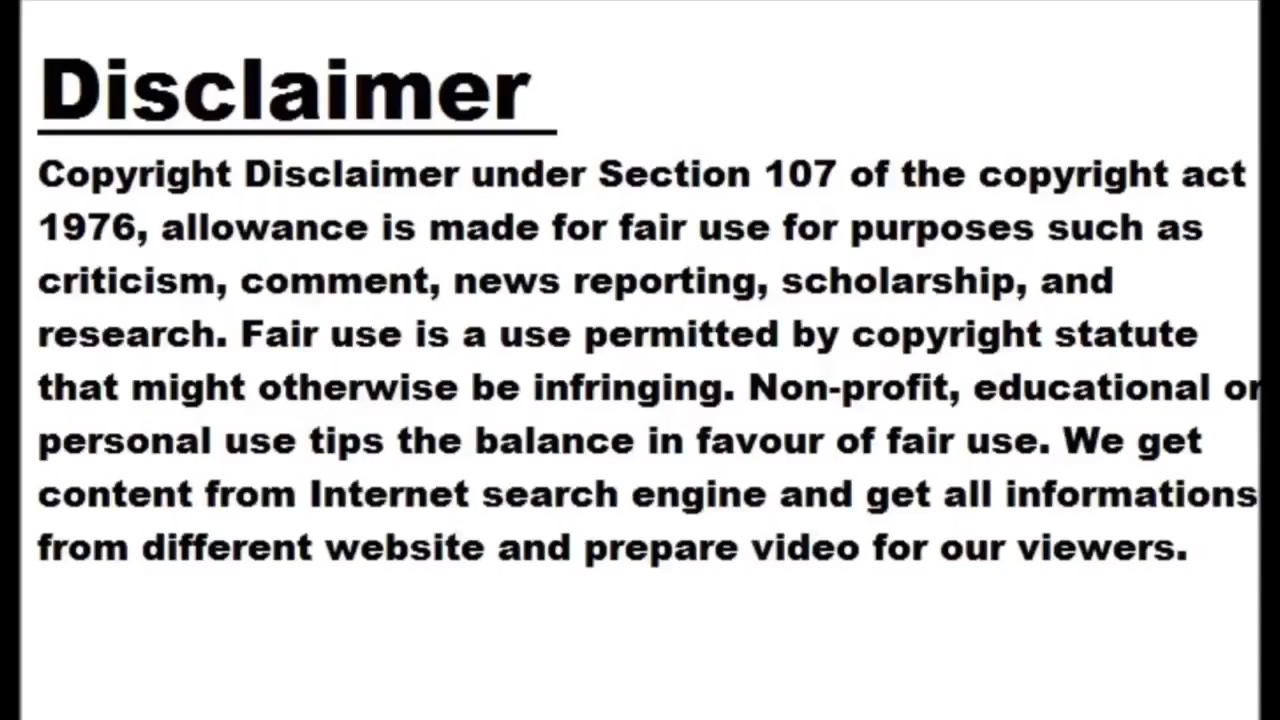 Disclaimer
Copyright Disclaimer under Section 107 of the copyright act
1976, allowance is made for fair use for purposes such as
criticism, comment, news reporting, scholarship, and
research. Fair use is a use permitted by copyright statute
that might otherwise be infringing. Non-profit, educational or
personal use tips the balance in favour of fair use. We get
content from Internet search engine and get all informations
from different website and prepare video for our viewers.